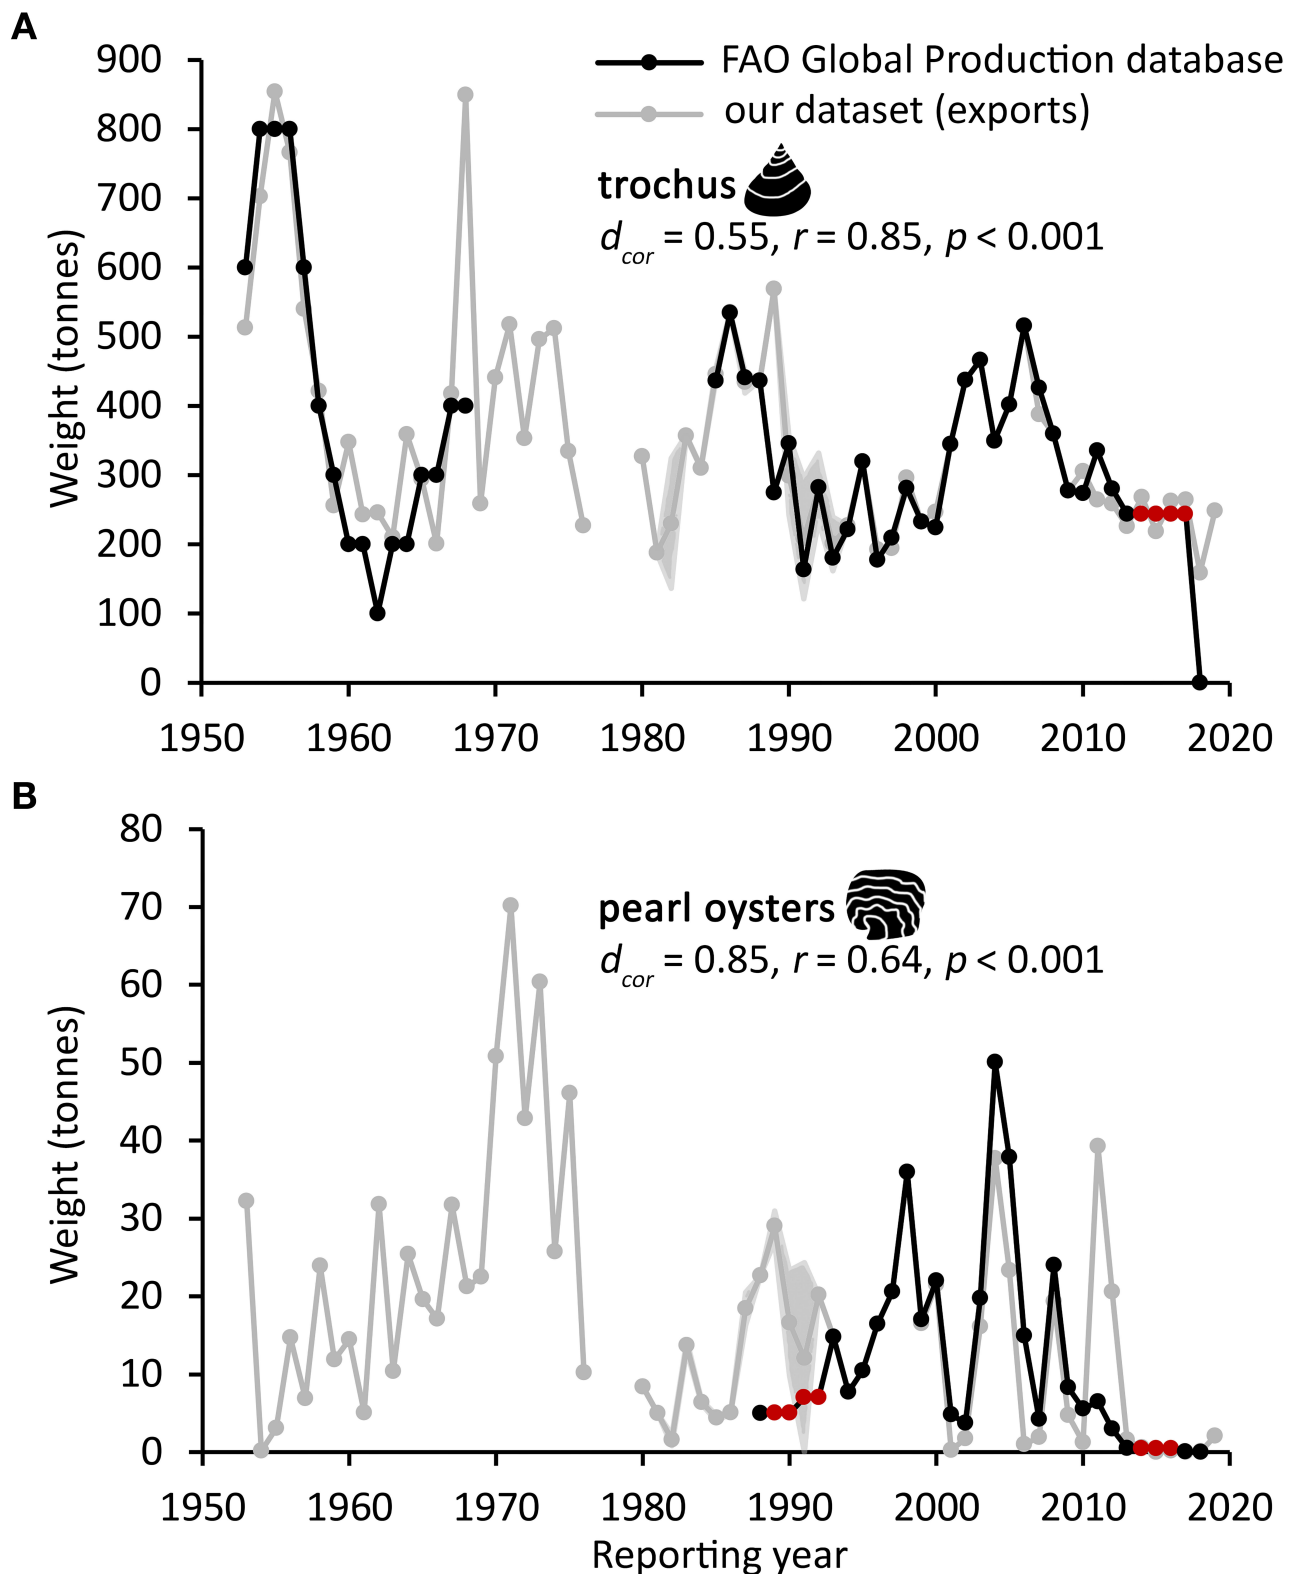 A
900
800
700
600
500
400
300
200
100
0
Weight (tonnes)
FAO Global Production database
our dataset (exports)
trochus
dcor = 0.55, r = 0.85, p < 0.001
1950 1960 1970 1980 1990 2000 2010 2020
B
80
70
60
50
40
30
20
10
0
Weight (tonnes)
pearl oysters
dcor = 0.85, r = 0.64, p < 0.001
1950 1960 1970 1980 1990 2000 2010 2020
Reporting year